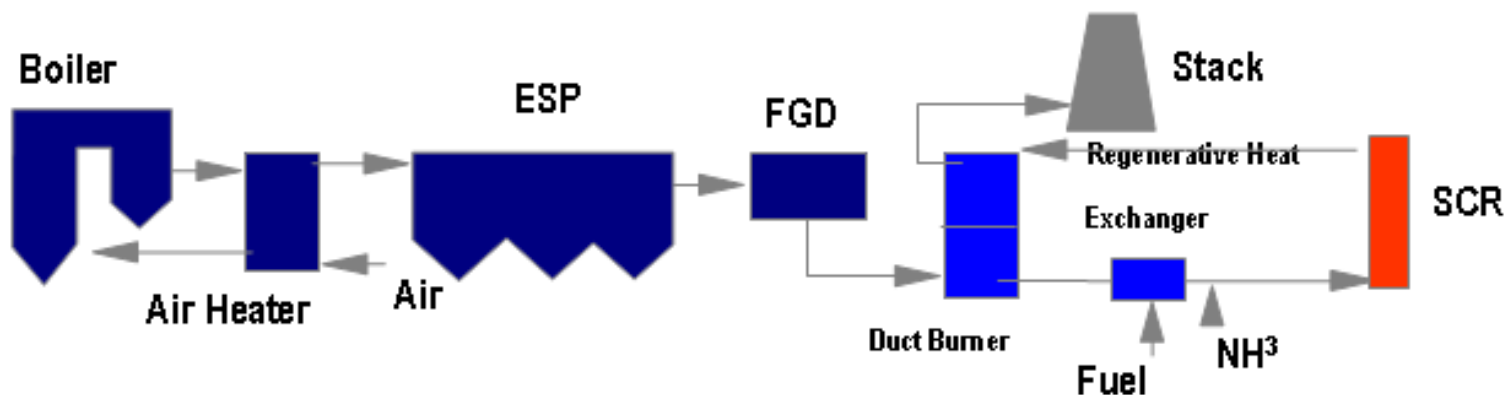 Boiler
ESP
FGD
Stack
Regenerative Heat
Exchanger
SCR
Air Heater
Air
Duct Burner
Fuel
NH³